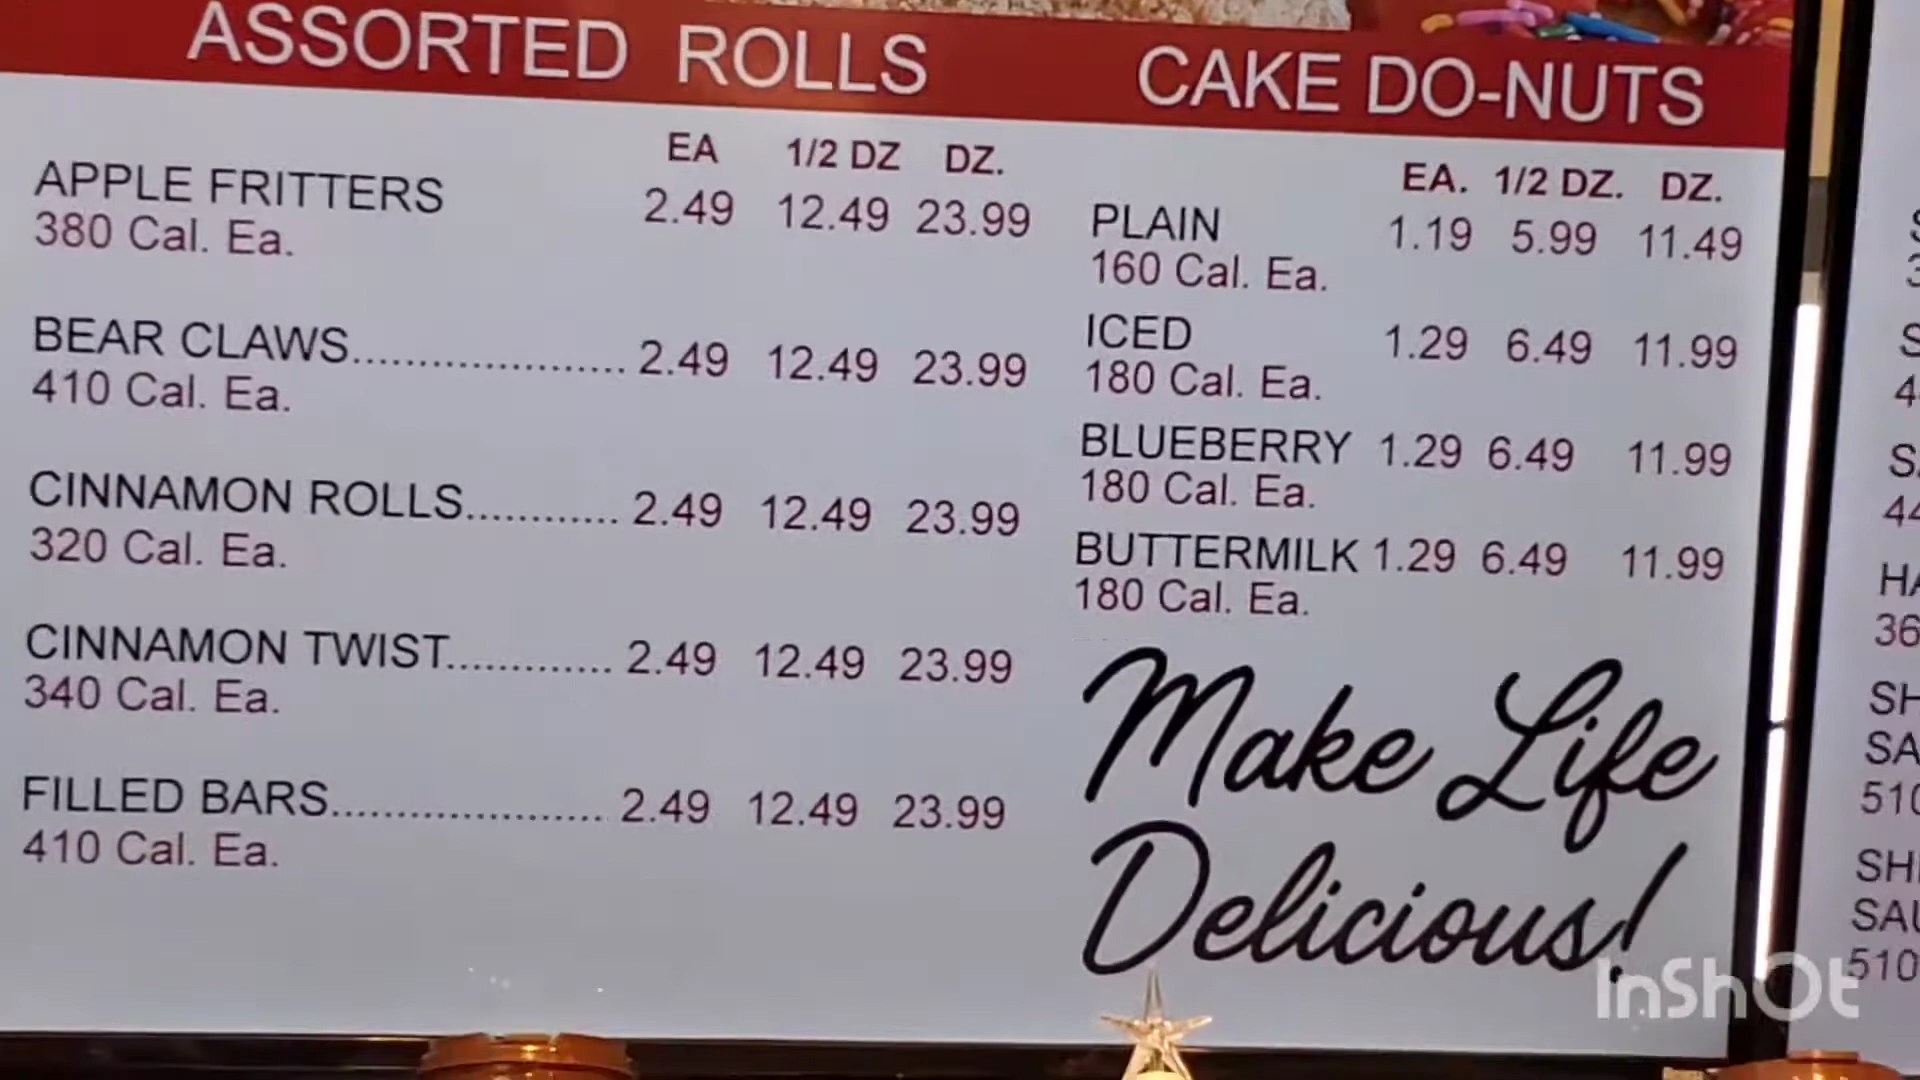 ASSORTED ROLLS
EA 1/2 DZ DZ.
APPLE FRITTERS 2.49 12.49 23.99
380 Cal. Ea.
BEAR CLAWS.................... 2.49 12.49 23.99
410 Cal. Ea.
CINNAMON ROLLS............ 2.49 12.49 23.99
320 Cal. Ea.
CINNAMON TWIST............. 2.49 12.49 23.99
340 Cal. Ea.
FILLED BARS..................... 2.49 12.49 23.99
410 Cal. Ea.
CAKE DO-NUTS
EA. 1/2 DZ. DZ.
PLAIN 1.19 5.99 11.49
160 Cal. Ea.
ICED 1.29 6.49 11.99
180 Cal. Ea.
BLUEBERRY 1.29 6.49 11.99
180 Cal. Ea.
BUTTERMILK 1.29 6.49 11.99
180 Cal. Ea.
Make Life
Delicious!
510
510
InShOt